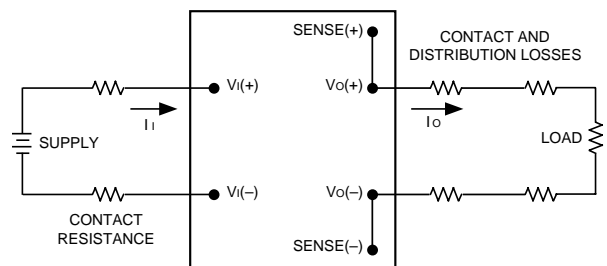 SENSE(+)
CONTACT AND
DISTRIBUTION LOSSES
VI(+)
VO(+)
II
IO
SUPPLY
LOAD
VI(–)
VO(–)
CONTACT
RESISTANCE
SENSE(–)